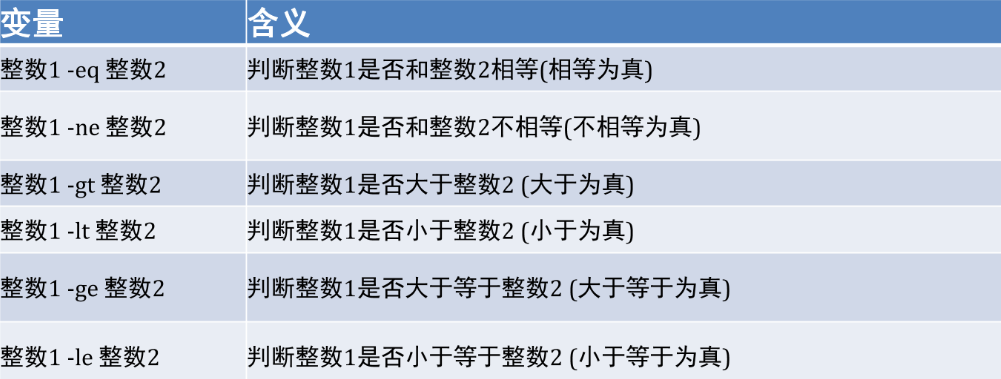 变量 含义
整数1 -eq 整数2 判断整数1是否和整数2相等(相等为真)
整数1 -ne 整数2 判断整数1是否和整数2不相等(不相等为真)
整数1 -gt 整数2 判断整数1是否大于整数2 (大于为真)
整数1 -lt 整数2 判断整数1是否小于整数2 (小于为真)
整数1 -ge 整数2 判断整数1是否大于等于整数2 (大于等于为真)
整数1 -le 整数2 判断整数1是否小于等于整数2 (小于等于为真)